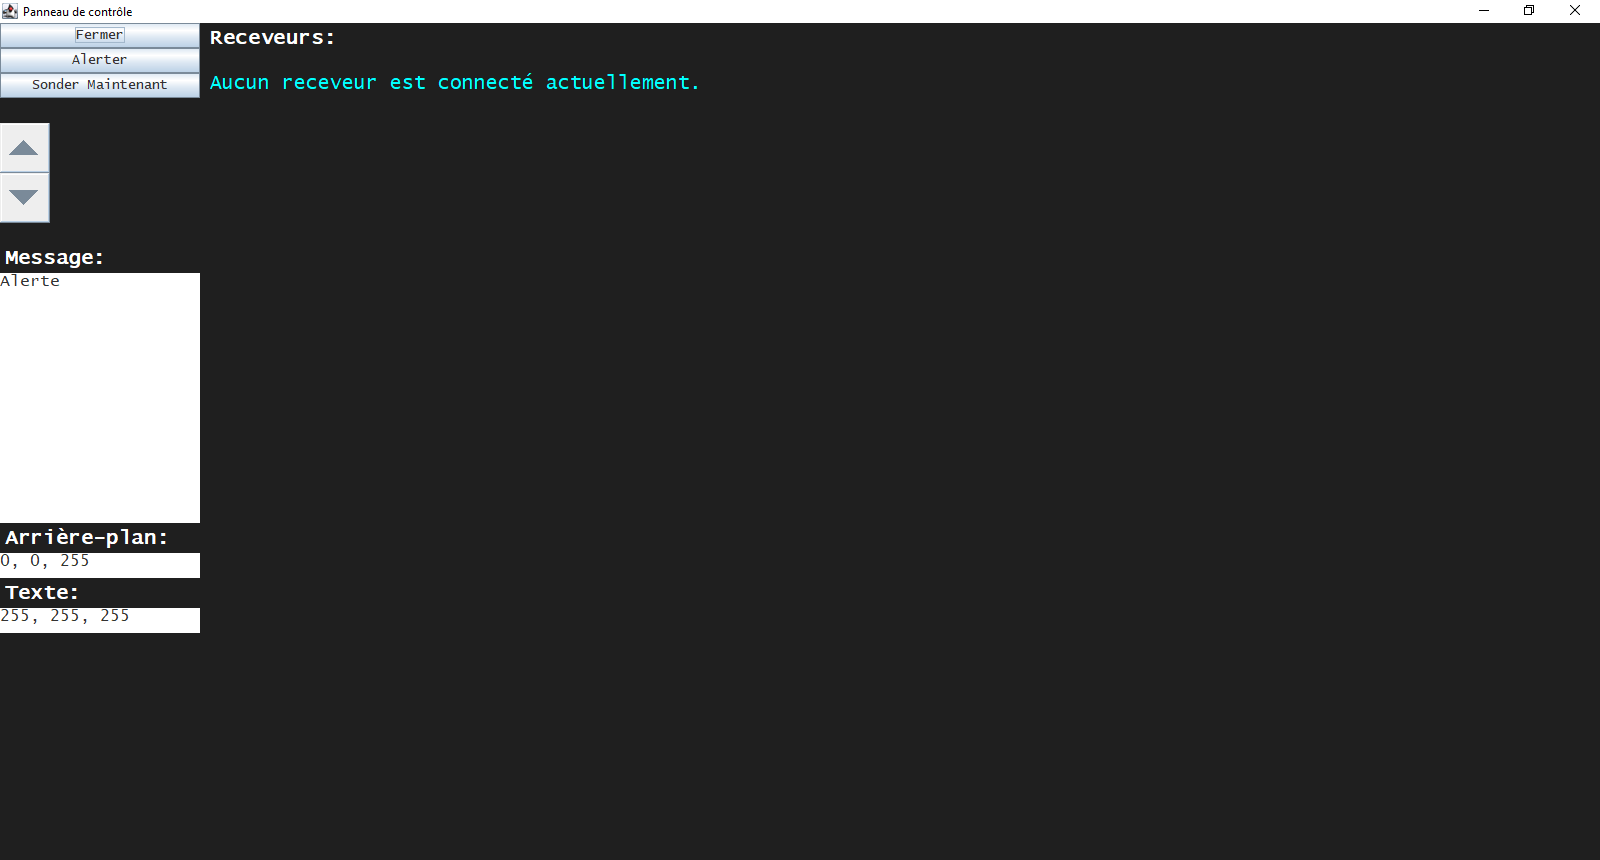 Panneau de contrôle
Fermer
Alerter
Sonder Maintenant
Receveurs:
Aucun receveur est connecté actuellement.
Message:
Alerte
Arrière-plan:
0, 0, 255
Texte:
255, 255, 255